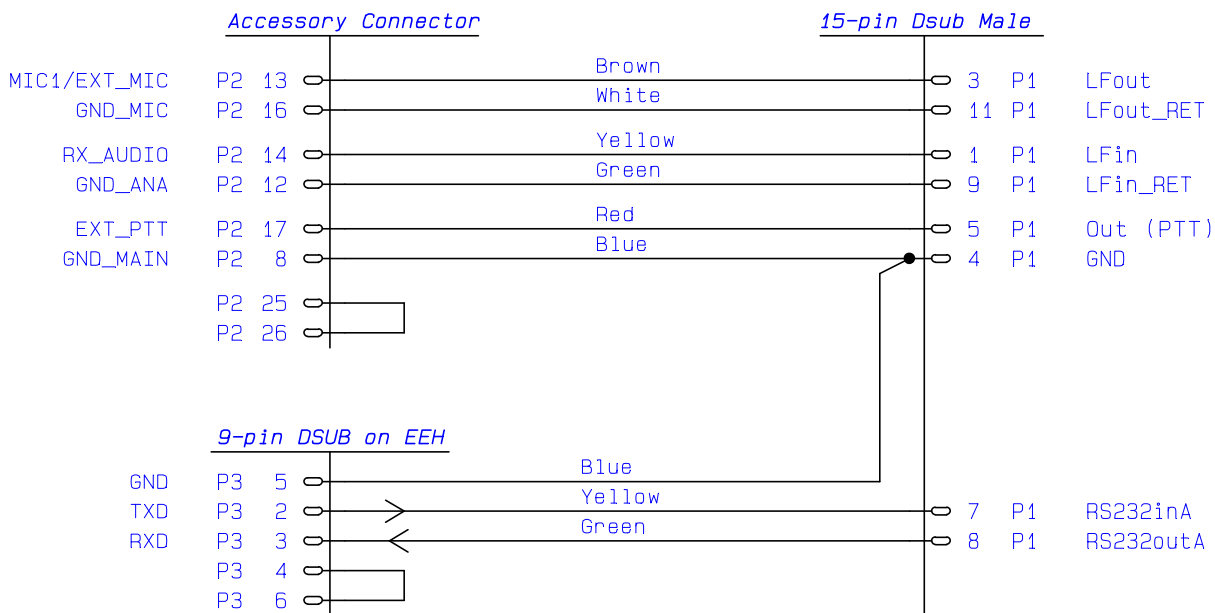 Accessory Connector 15-pin Dsub Male
MIC1/EXT_MIC P2 13 Brown 3 P1 LFout
GND_MIC P2 16 White 11 P1 LFout_RET
RX_AUDIO P2 14 Yellow 1 P1 LFin
GND_ANA P2 12 Green 9 P1 LFin_RET
EXT_PTT P2 17 Red 5 P1 Out (PTT)
GND_MAIN P2 8 Blue 4 P1 GND
P2 25
P2 26
9-pin DSUB on EEH
GND P3 5 Blue
TXD P3 2 Yellow 7 P1 RS232inA
RXD P3 3 Green 8 P1 RS232outA
P3 4
P3 6